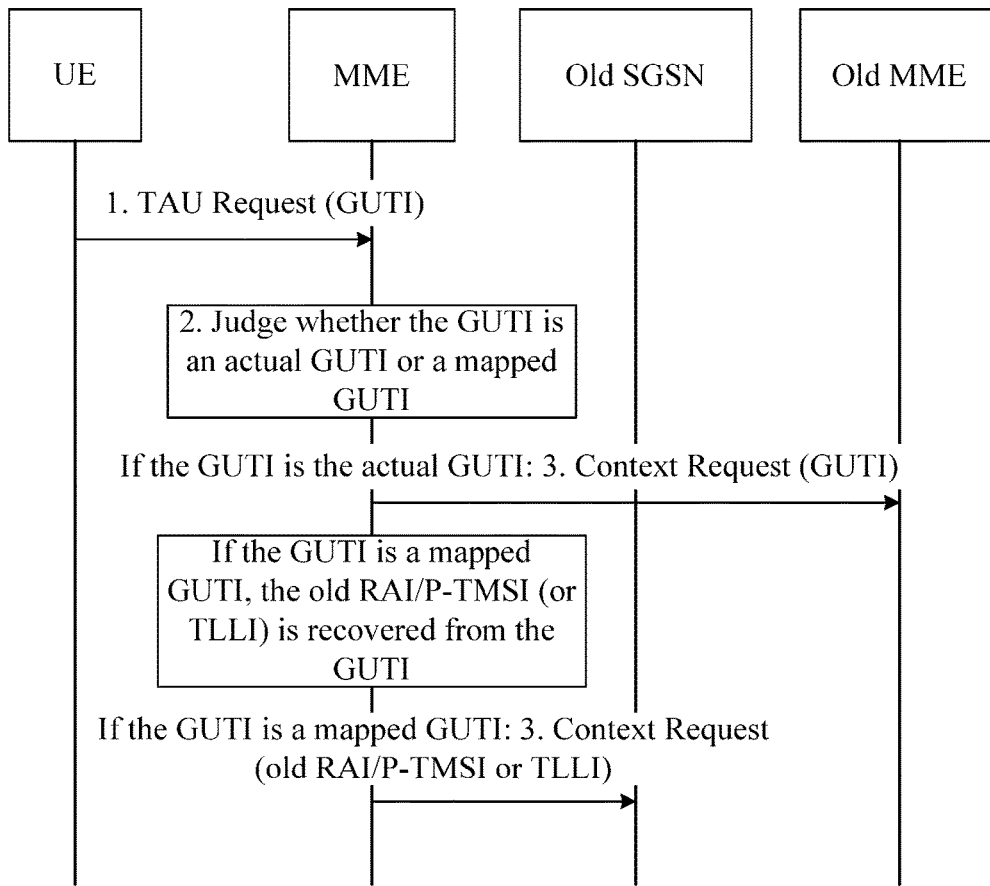 UE
MME
Old SGSN
Old MME
1. TAU Request (GUTI)
2. Judge whether the GUTI is
an actual GUTI or a mapped
GUTI
If the GUTI is the actual GUTI: 3. Context Request (GUTI)
If the GUTI is a mapped
GUTI, the old RAI/P-TMSI (or
TLLI) is recovered from the
GUTI
If the GUTI is a mapped GUTI: 3. Context Request
(old RAI/P-TMSI or TLLI)